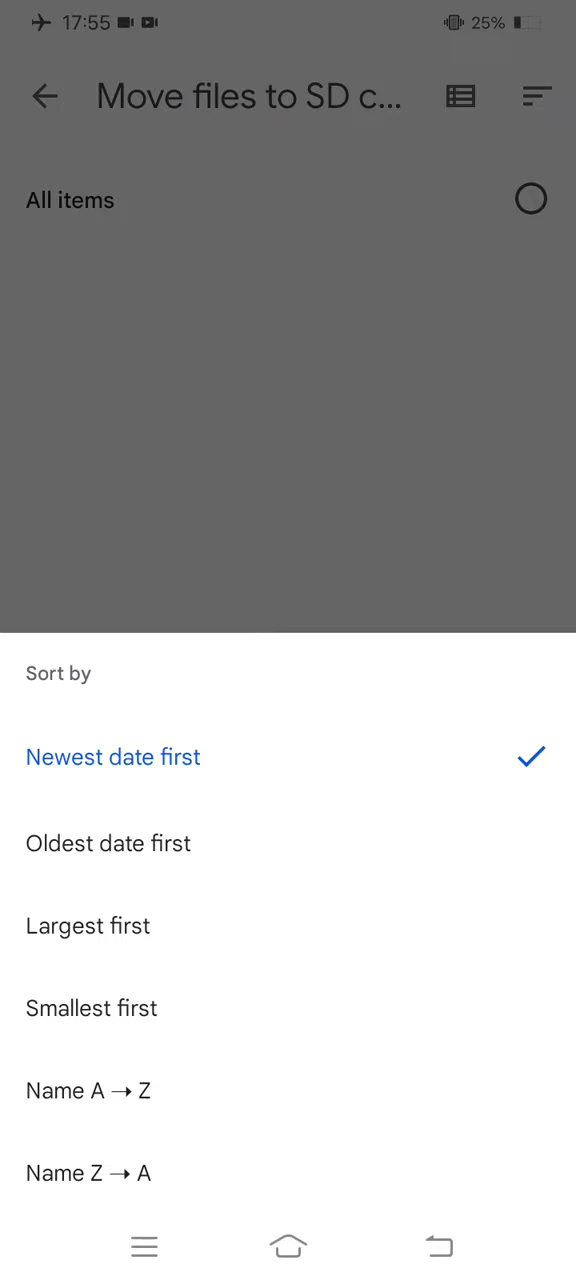 17:55
25%
Move files to SD c...
All items
Sort by
Newest date first
Oldest date first
Largest first
Smallest first
Name A → Z
Name Z → A